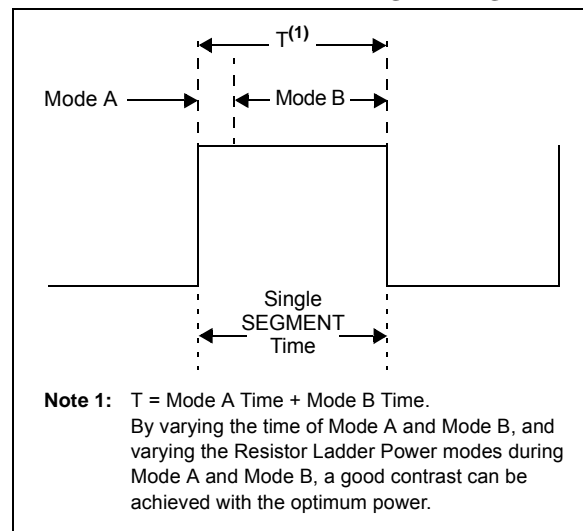 T(1)
Mode A
Mode B
Single
SEGMENT
Time
Note 1: T = Mode A Time + Mode B Time.
By varying the time of Mode A and Mode B, and
varying the Resistor Ladder Power modes during
Mode A and Mode B, a good contrast can be
achieved with the optimum power.